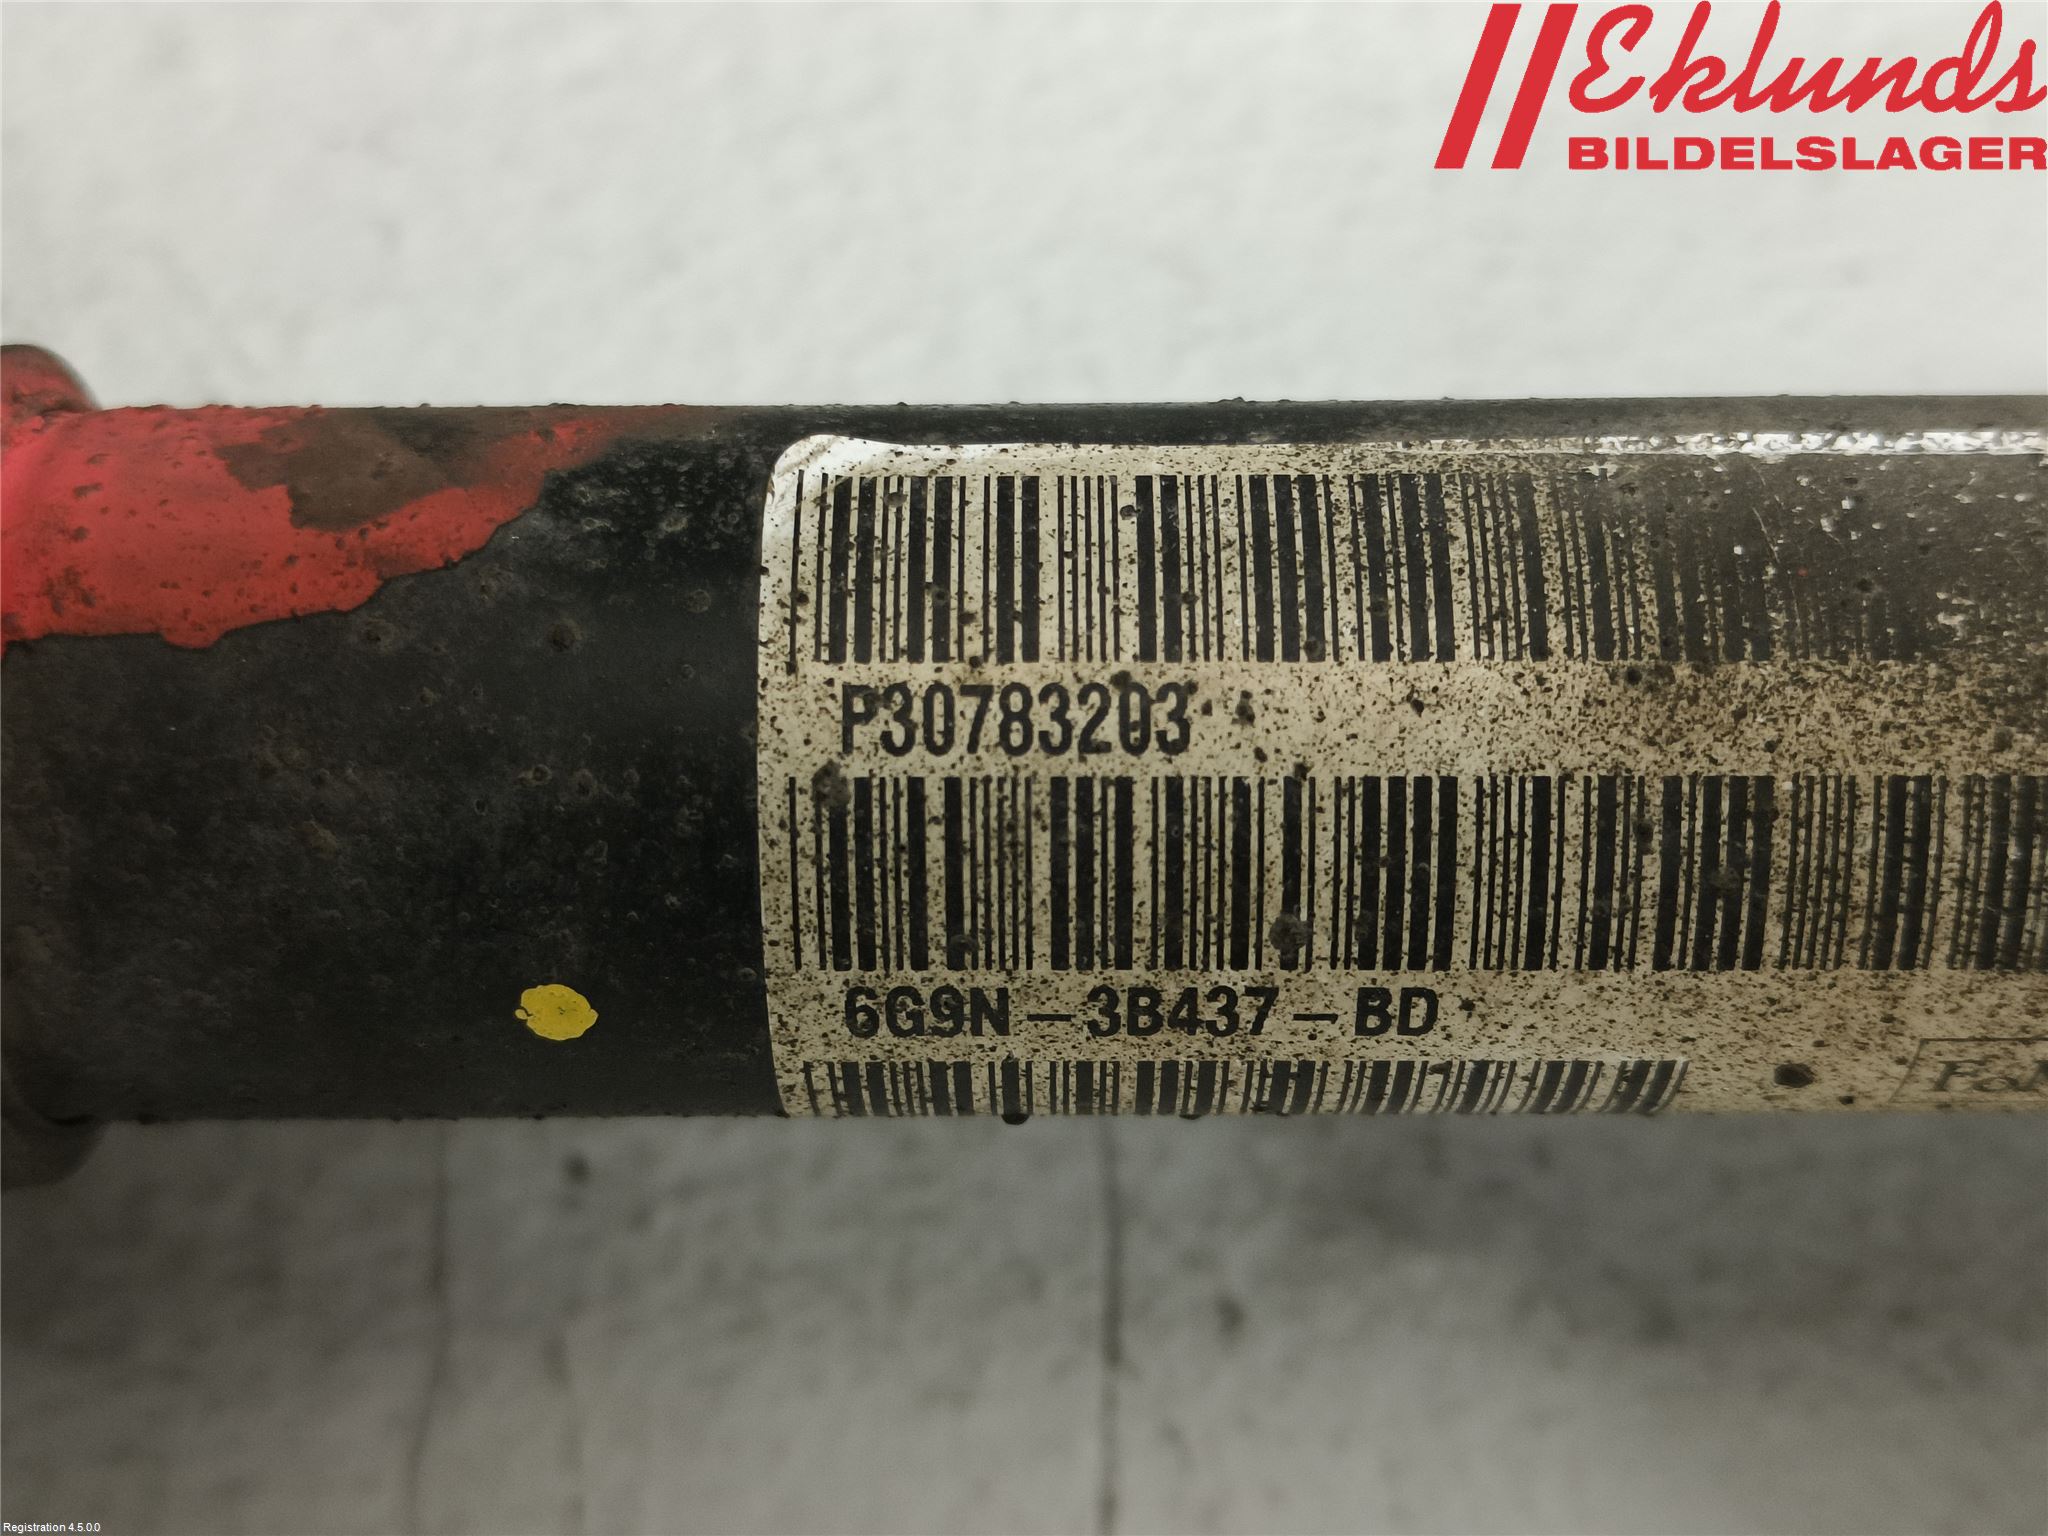 Eklunds
BILDELSLAGER
P30783203
6G9N-3B437-BD
Registration 4.5.0.0